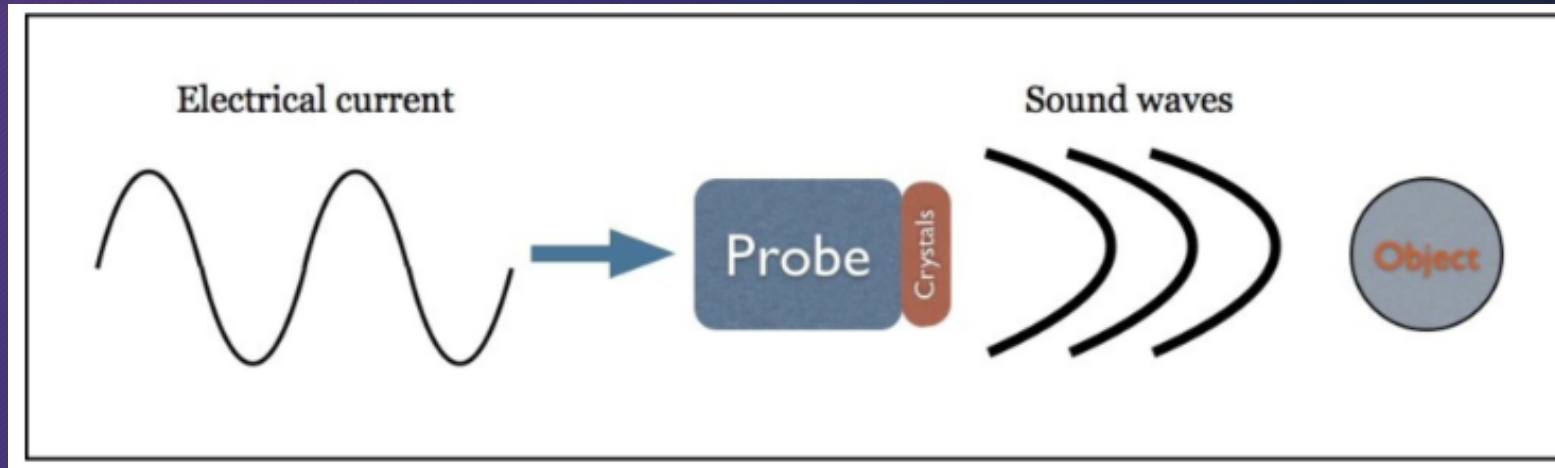 Electrical current
Sound waves
Probe
Crystals
Object